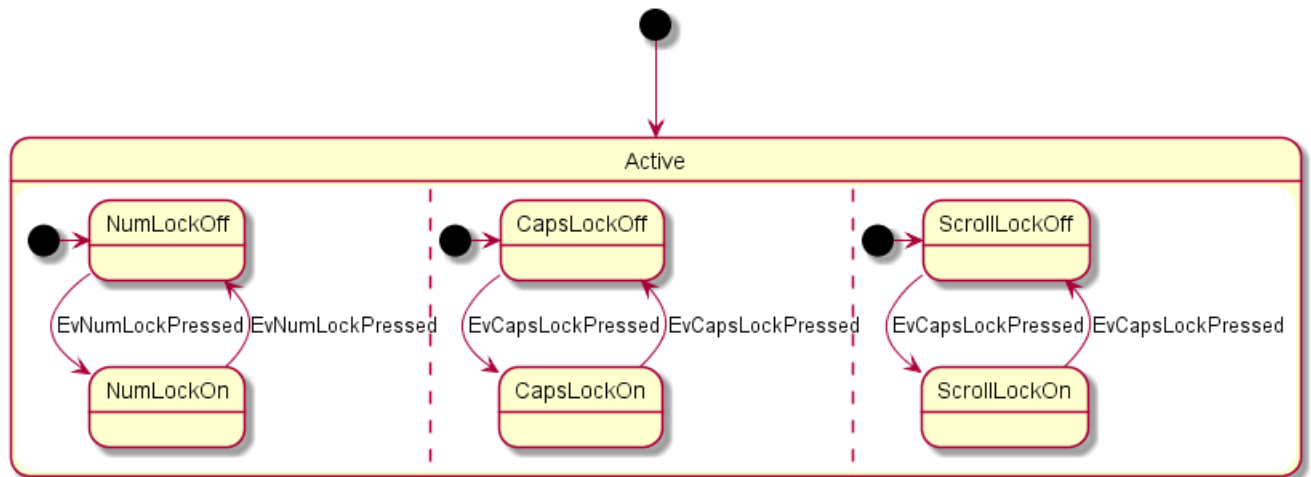 Active
NumLockOff
CapsLockOff
ScrollLockOff
EvNumLockPressed
EvNumLockPressed
EvCapsLockPressed
EvCapsLockPressed
EvCapsLockPressed
EvCapsLockPressed
NumLockOn
CapsLockOn
ScrollLockOn